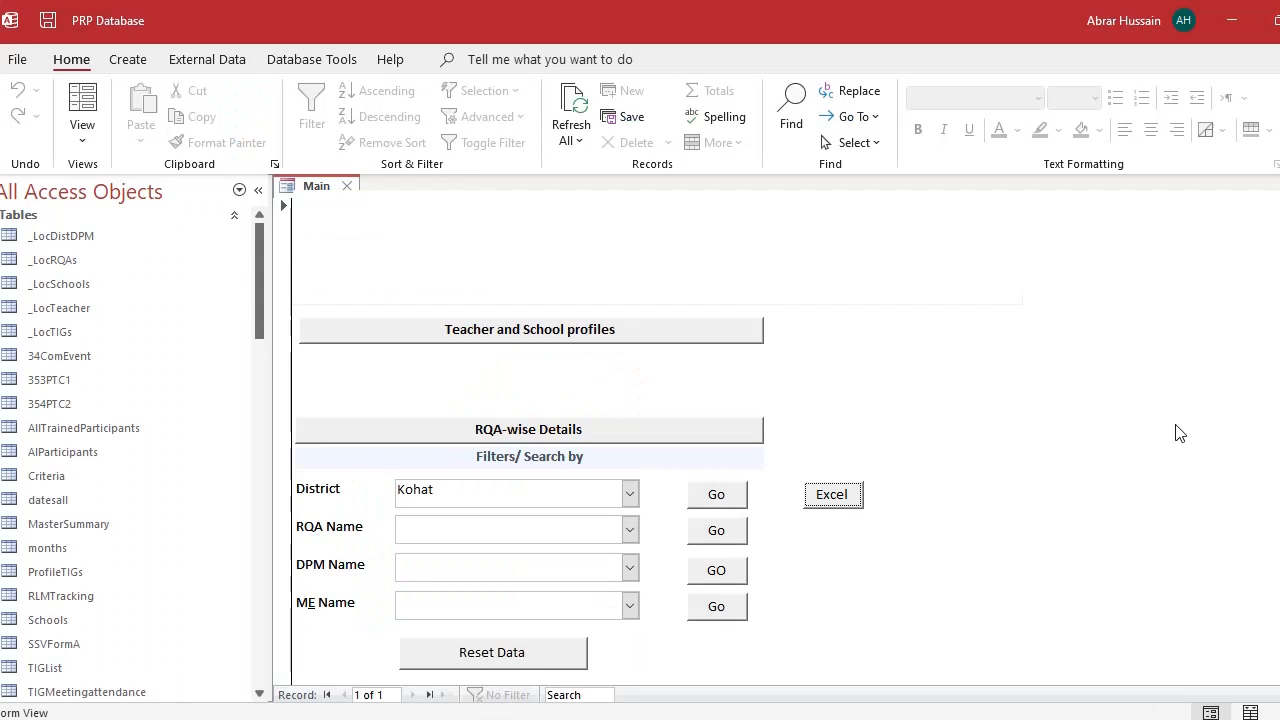 PRP Database
Abrar Hussain AH
File Home Create External Data Database Tools Help Tell me what you want to do
Undo
View
Views
Paste
Cut
Copy
Format Painter
Clipboard
Filter
Ascending
Descending
Remove Sort
Selection
Advanced
Toggle Filter
Sort & Filter
Refresh
All
New
Save
Delete
Totals
Spelling
More
Records
Find
Replace
Go To
Select
Find
B I U A
Text Formatting
All Access Objects
Tables
_LocDistDPM
_LocRQAs
_LocSchools
_LocTeacher
_LocTIGs
34ComEvent
353PTC1
354PTC2
AllTrainedParticipants
AIParticipants
Criteria
datesall
MasterSummary
months
ProfileTIGs
RLMTracking
Schools
SSVFormA
TIGList
TIGMeetingattendance
Main
Teacher and School profiles
RQA-wise Details
Filters/ Search by
District Kohat Go Excel
RQA Name Go
DPM Name GO
ME Name Go
Reset Data
Record: 1 of 1 No Filter Search
orm View